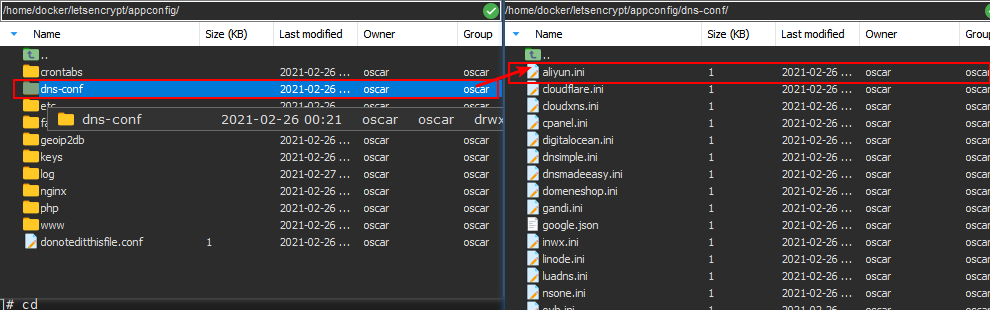 /home/docker/letsencrypt/appconfig/
Name Size (KB) Last modified Owner Group
..
crontabs 2021-02-26 ... oscar oscar
dns-conf 2021-02-26 ... oscar oscar
etc 2021-02-26 ... oscar oscar
dns-conf 2021-02-26 00:21 oscar oscar drwx
geoip2db 2021-02-26 ... oscar oscar
keys 2021-02-26 ... oscar oscar
log 2021-02-27 ... oscar oscar
nginx 2021-02-26 ... oscar oscar
php 2021-02-26 ... oscar oscar
www 2021-02-26 ... oscar oscar
donoteditthisfile.conf 1 2021-02-26 ... oscar oscar
]# cd
/home/docker/letsencrypt/appconfig/dns-conf/
Name Size (KB) Last modified Owner Group
..
aliyun.ini 1 2021-02-26 ... oscar oscar
cloudflare.ini 1 2021-02-26 ... oscar oscar
cloudxns.ini 1 2021-02-26 ... oscar oscar
cpanel.ini 1 2021-02-26 ... oscar oscar
digitalocean.ini 1 2021-02-26 ... oscar oscar
dnsimple.ini 1 2021-02-26 ... oscar oscar
dnsmadeeasy.ini 1 2021-02-26 ... oscar oscar
domeneshop.ini 1 2021-02-26 ... oscar oscar
gandi.ini 1 2021-02-26 ... oscar oscar
google.json 1 2021-02-26 ... oscar oscar
inwx.ini 1 2021-02-26 ... oscar oscar
linode.ini 1 2021-02-26 ... oscar oscar
luadns.ini 1 2021-02-26 ... oscar oscar
nsone.ini 1 2021-02-26 ... oscar oscar
ovh.ini 1 2021-02-26 ... oscar oscar